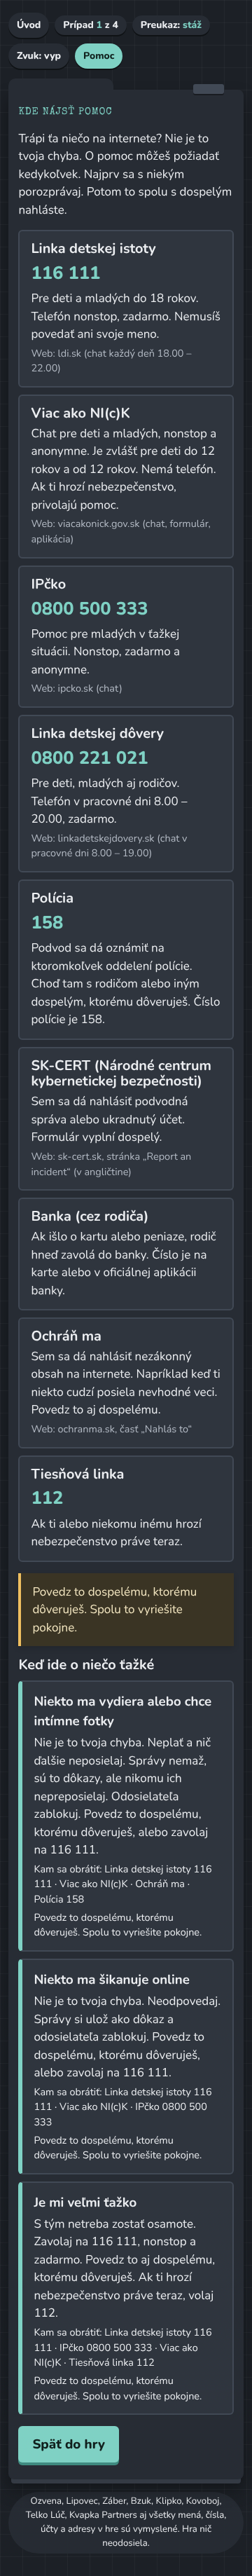 Úvod
Prípad 1 z 4
Preukaz: stáž
Zvuk: vyp
Pomoc
KDE NÁJSŤ POMOC
Trápi ťa niečo na internete? Nie je to
tvoja chyba. O pomoc môžeš požiadať
kedykoľvek. Najprv sa s niekým
porozprávaj. Potom to spolu s dospelým
nahláste.
Linka detskej istoty
116 111
Pre deti a mladých do 18 rokov.
Telefón nonstop, zadarmo. Nemusíš
povedať ani svoje meno.
Web: ldi.sk (chat každý deň 18.00 –
22.00)
Viac ako NI(c)K
Chat pre deti a mladých, nonstop a
anonymne. Je zvlášť pre deti do 12
rokov a od 12 rokov. Nemá telefón.
Ak ti hrozí nebezpečenstvo,
privolajú pomoc.
Web: viacakonick.gov.sk (chat, formulár,
aplikácia)
IPčko
0800 500 333
Pomoc pre mladých v ťažkej
situácii. Nonstop, zadarmo a
anonymne.
Web: ipcko.sk (chat)
Linka detskej dôvery
0800 221 021
Pre deti, mladých aj rodičov.
Telefón v pracovné dni 8.00 –
20.00, zadarmo.
Web: linkadetskejdovery.sk (chat v
pracovné dni 8.00 – 19.00)
Polícia
158
Podvod sa dá oznámiť na
ktoromkoľvek oddelení polície.
Choď tam s rodičom alebo iným
dospelým, ktorému dôveruješ. Číslo
polície je 158.
SK-CERT (Národné centrum
kybernetickej bezpečnosti)
Sem sa dá nahlásiť podvodná
správa alebo ukradnutý účet.
Formulár vyplní dospelý.
Web: sk-cert.sk, stránka „Report an
incident“ (v angličtine)
Banka (cez rodiča)
Ak išlo o kartu alebo peniaze, rodič
hneď zavolá do banky. Číslo je na
karte alebo v oficiálnej aplikácii
banky.
Ochráň ma
Sem sa dá nahlásiť nezákonný
obsah na internete. Napríklad keď ti
niekto cudzí posiela nevhodné veci.
Povedz to aj dospelému.
Web: ochranma.sk, časť „Nahlás to“
Tiesňová linka
112
Ak ti alebo niekomu inému hrozí
nebezpečenstvo práve teraz.
Povedz to dospelému, ktorému
dôveruješ. Spolu to vyriešite
pokojne.
Keď ide o niečo ťažké
Niekto ma vydiera alebo chce
intímne fotky
Nie je to tvoja chyba. Neplať a nič
ďalšie neposielaj. Správy nemaž,
sú to dôkazy, ale nikomu ich
nepreposielaj. Odosielateľa
zablokuj. Povedz to dospelému,
ktorému dôveruješ, alebo zavolaj
na 116 111.
Kam sa obrátiť: Linka detskej istoty 116
111 · Viac ako NI(c)K · Ochráň ma ·
Polícia 158
Povedz to dospelému, ktorému
dôveruješ. Spolu to vyriešite pokojne.
Niekto ma šikanuje online
Nie je to tvoja chyba. Neodpovedaj.
Správy si ulož ako dôkaz a
odosielateľa zablokuj. Povedz to
dospelému, ktorému dôveruješ,
alebo zavolaj na 116 111.
Kam sa obrátiť: Linka detskej istoty 116
111 · Viac ako NI(c)K · IPčko 0800 500
333
Povedz to dospelému, ktorému
dôveruješ. Spolu to vyriešite pokojne.
Je mi veľmi ťažko
S tým netreba zostať osamote.
Zavolaj na 116 111, nonstop a
zadarmo. Povedz to aj dospelému,
ktorému dôveruješ. Ak ti hrozí
nebezpečenstvo práve teraz, volaj
112.
Kam sa obrátiť: Linka detskej istoty 116
111 · IPčko 0800 500 333 · Viac ako
NI(c)K · Tiesňová linka 112
Povedz to dospelému, ktorému
dôveruješ. Spolu to vyriešite pokojne.
Späť do hry
Ozvena, Lipovec, Záber, Bzuk, Klipko, Kovoboj,
Telko Lúč, Kvapka Partners aj všetky mená, čísla,
účty a adresy v hre sú vymyslené. Hra nič
neodosiela.